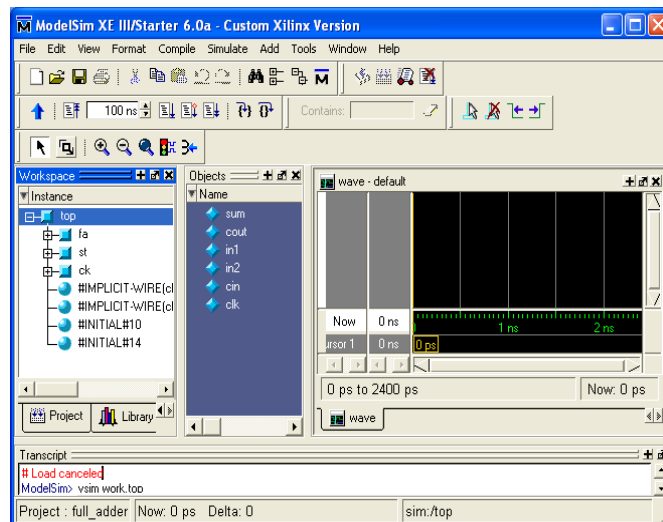 ModelSim XE III/Starter 6.0a - Custom Xilinx Version
File Edit View Format Compile Simulate Add Tools Window Help
100 ns
Contains:
Workspace
Instance
top
fa
st
ck
#IMPLICIT-WIRE(cl
#IMPLICIT-WIRE(cl
#INITIAL#10
#INITIAL#14
Project Library
Objects
Name
sum
cout
in1
in2
cin
clk
wave - default
Now 0 ns
ursor 1 0 ns
1 ns 2 ns
0 ps
0 ps to 2400 ps Now: 0 ps
wave
Transcript
# Load canceled
ModelSim> vsim work.top
Project : full_adder Now: 0 ps Delta: 0 sim:/top